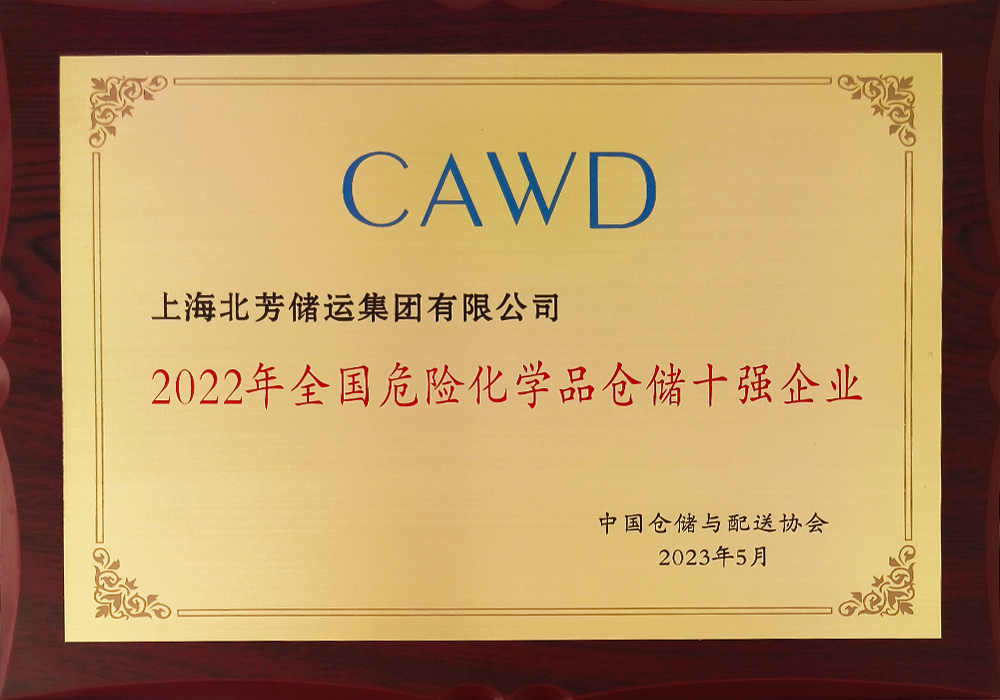 CAWD
上海北芳储运集团有限公司
2022年全国危险化学品仓储十强企业
中国仓储与配送协会
2023年5月